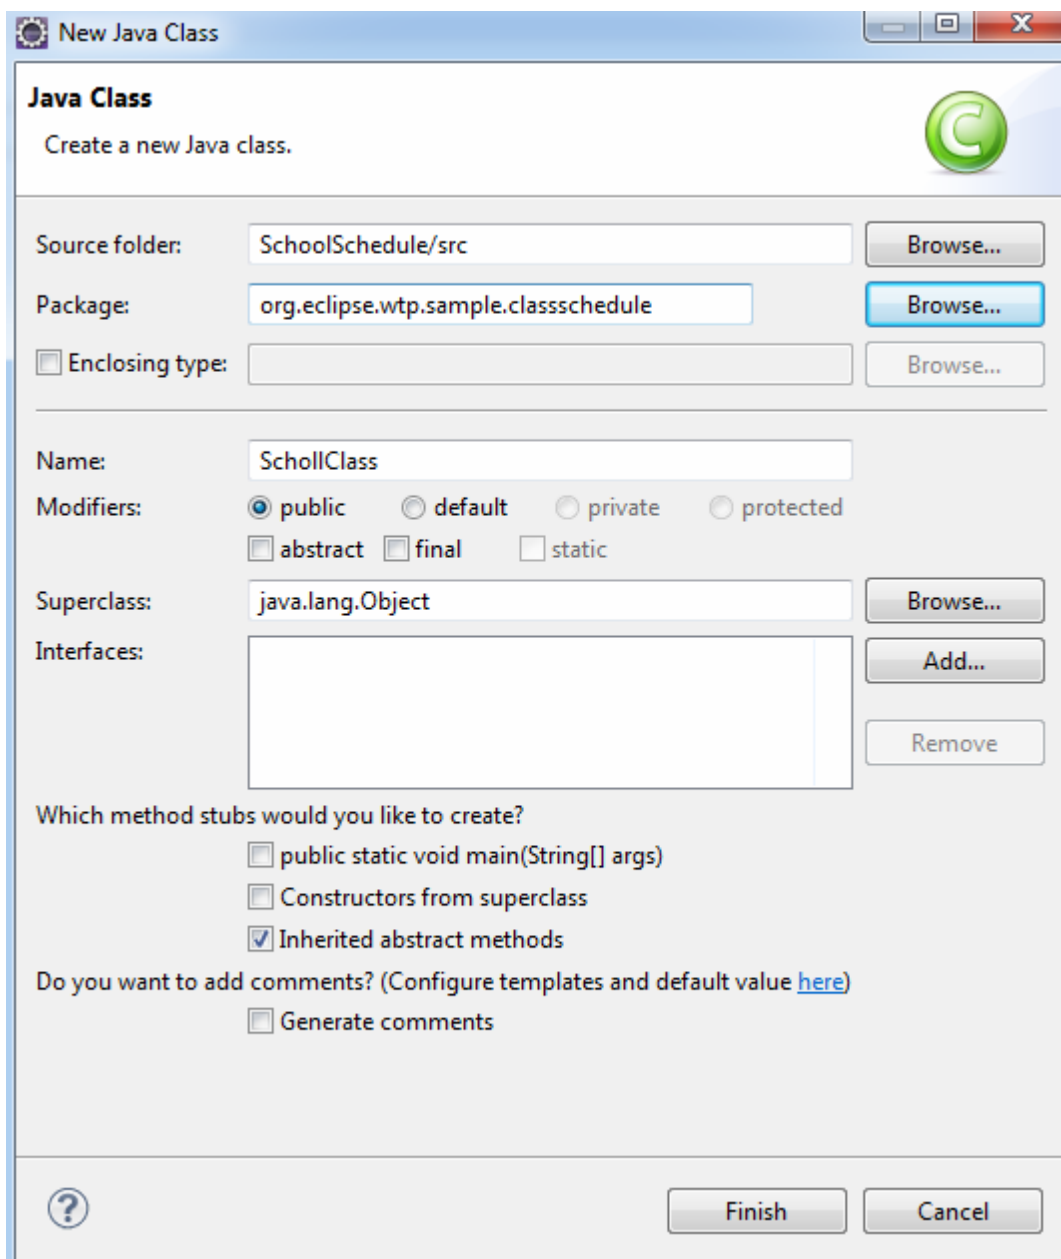 New Java Class
Java Class
Create a new Java class.
Source folder: SchoolSchedule/src Browse...
Package: org.eclipse.wtp.sample.classschedule Browse...
Enclosing type: Browse...
Name: SchollClass
Modifiers: public default private protected
abstract final static
Superclass: java.lang.Object Browse...
Interfaces: Add...
Remove
Which method stubs would you like to create?
public static void main(String[] args)
Constructors from superclass
Inherited abstract methods
Do you want to add comments? (Configure templates and default value here)
Generate comments
? Finish Cancel